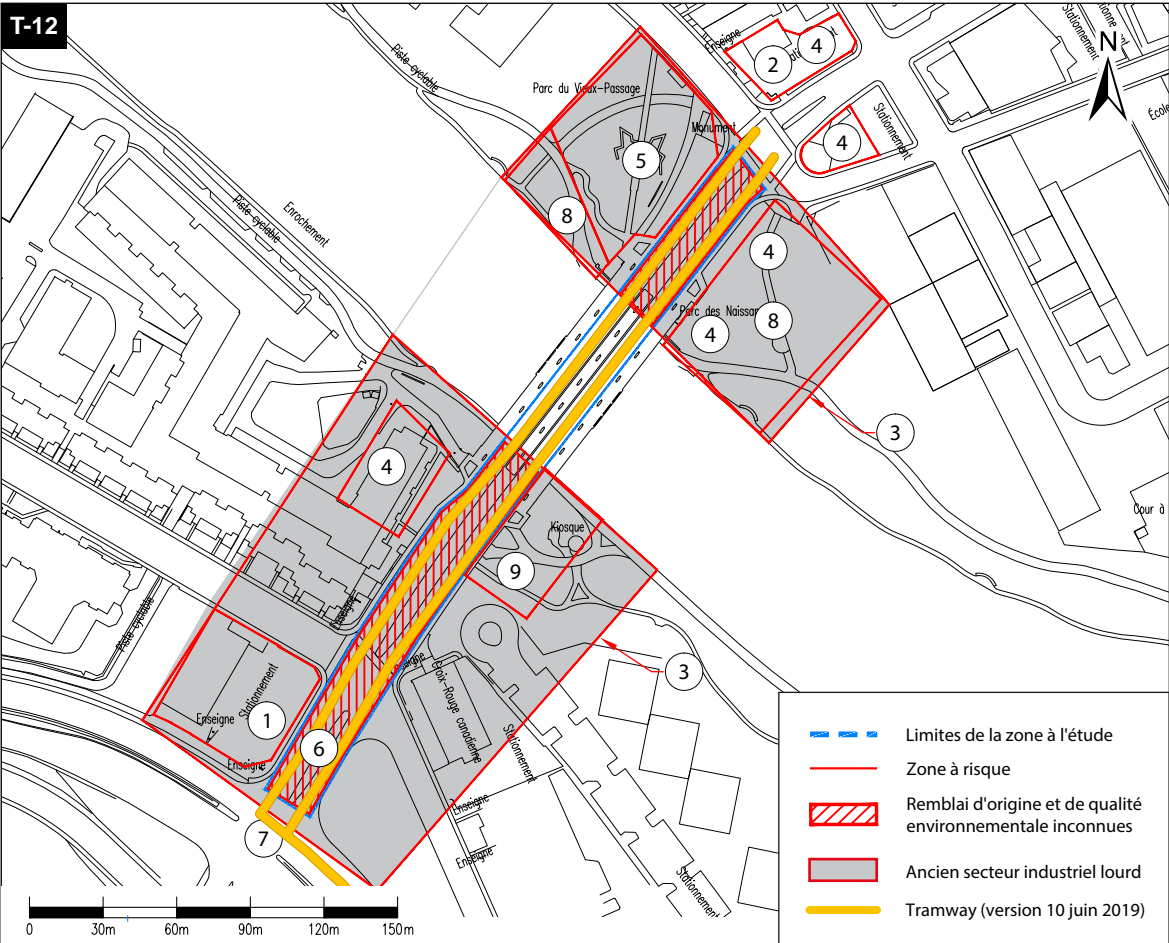 T-12
Piste cyclable
Parc du Vieux-Passage
Monument
Enseigne
2
4
Stationnement
N
École
4
Stationnement
5
8
4
Parc des Naissan
4
8
3
Enrochement
Piste cyclable
4
Kiosque
9
Cour à
Piste cyclable
Enseigne
Stationnement
Enseigne
1
Enseigne
6
7
Croix-Rouge canadienne
Stationnement
3
Enseigne
Enseigne
Stationnement
Limites de la zone à l'étude
Zone à risque
Remblai d'origine et de qualité
environnementale inconnues
Ancien secteur industriel lourd
Tramway (version 10 juin 2019)
0 30m 60m 90m 120m 150m